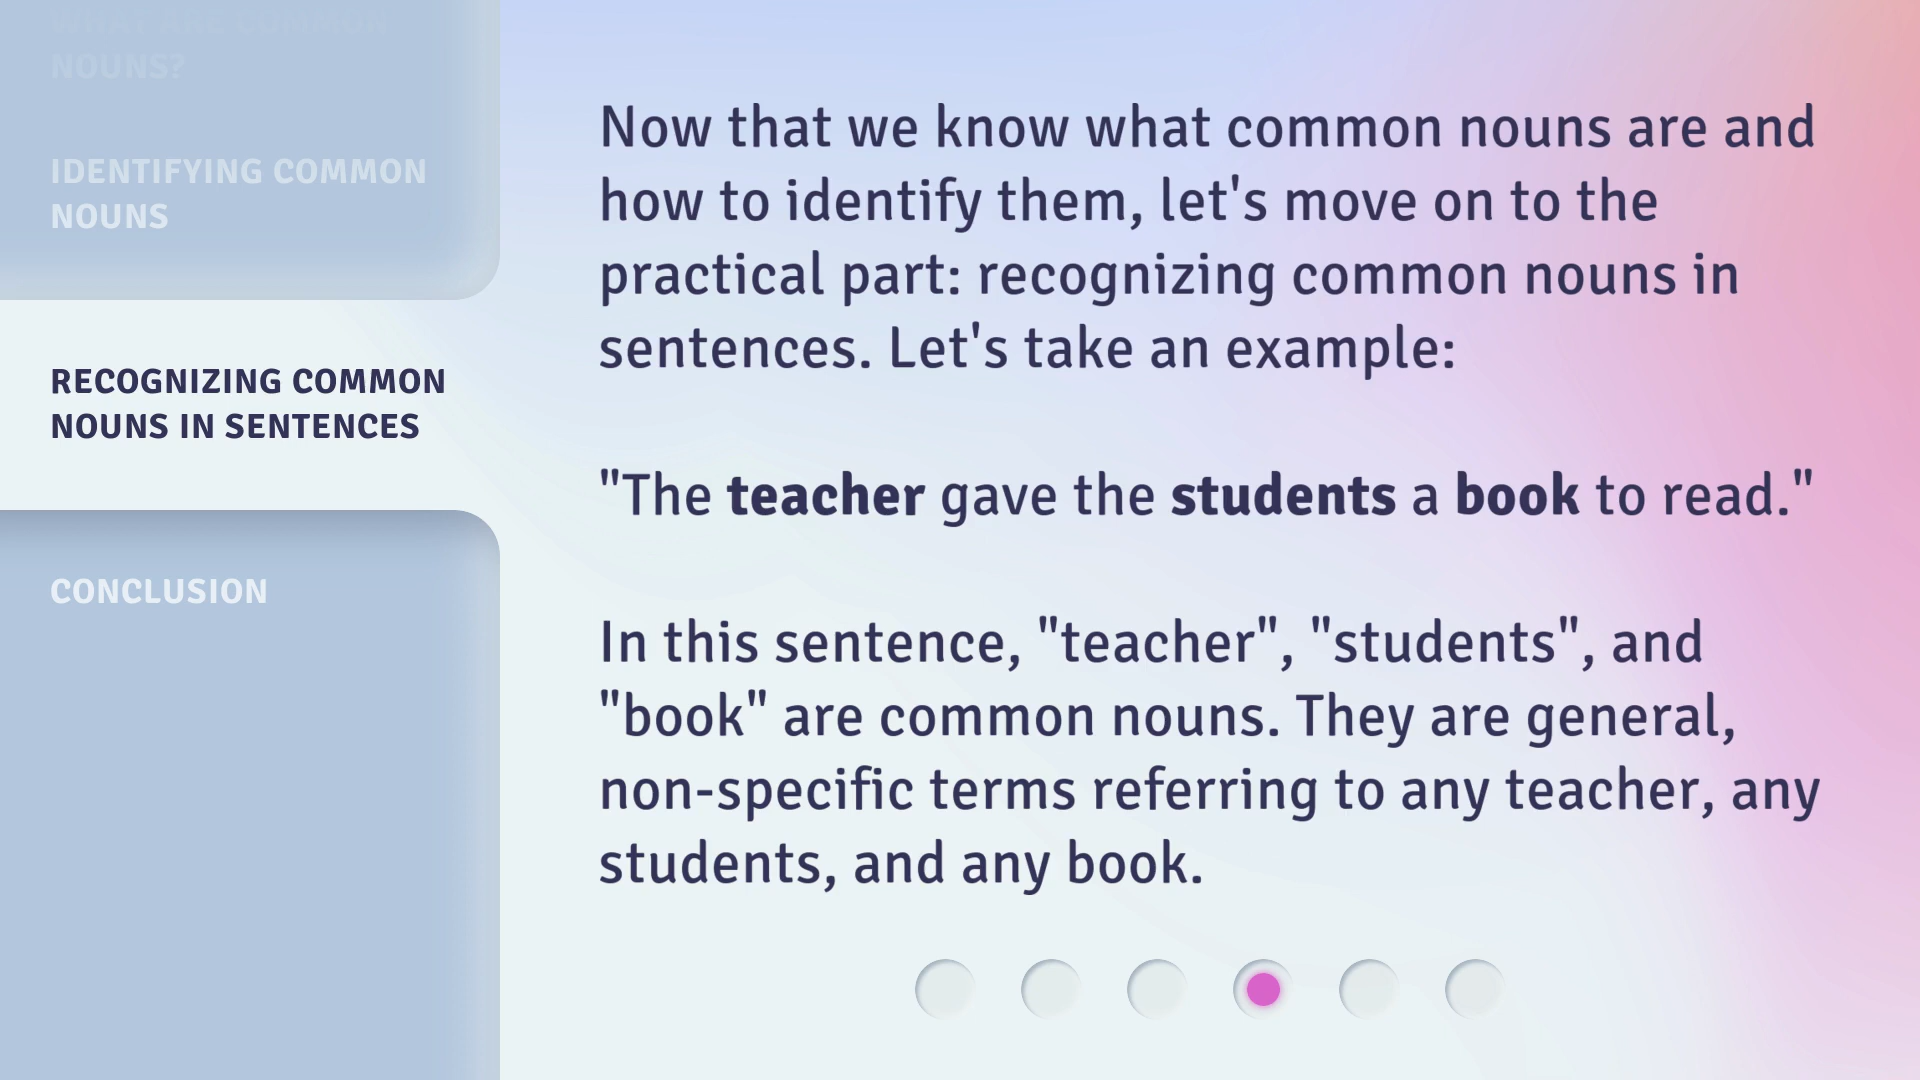 WHAT ARE COMMON
NOUNS?
IDENTIFYING COMMON
NOUNS
RECOGNIZING COMMON
NOUNS IN SENTENCES
CONCLUSION
Now that we know what common nouns are and
how to identify them, let's move on to the
practical part: recognizing common nouns in
sentences. Let's take an example:
"The teacher gave the students a book to read."
In this sentence, "teacher", "students", and
"book" are common nouns. They are general,
non-specific terms referring to any teacher, any
students, and any book.